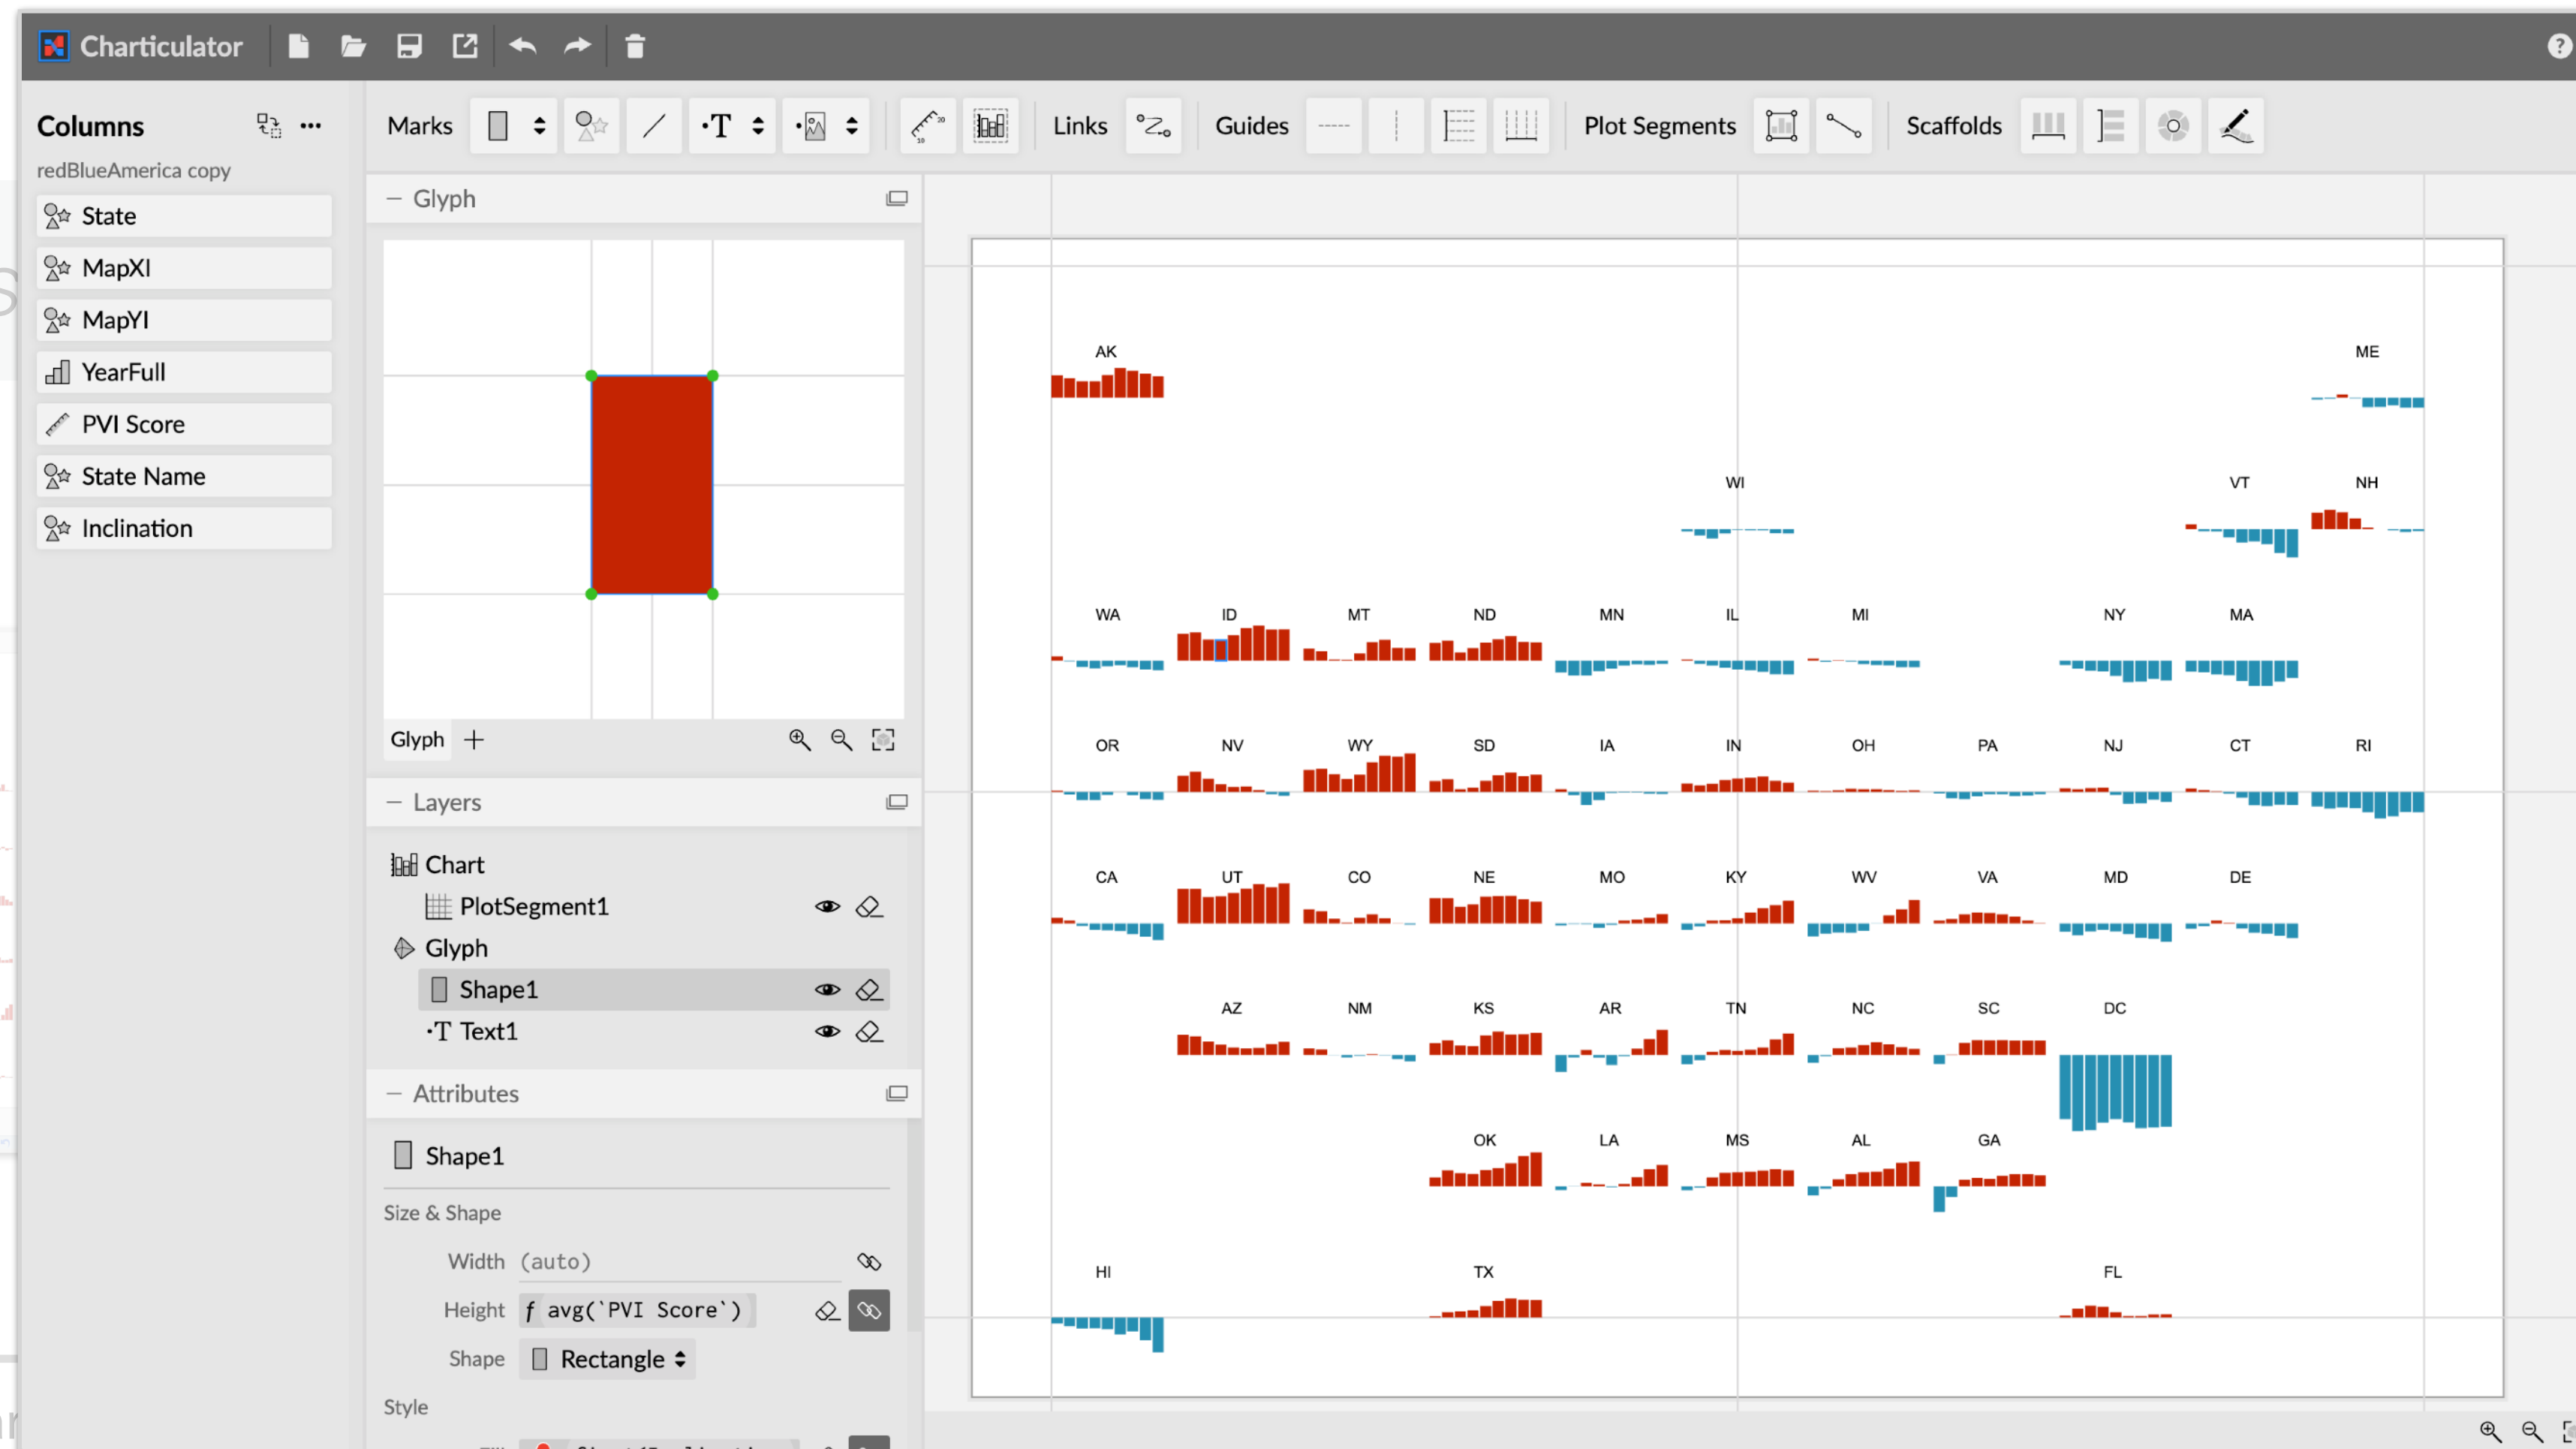 Charticulator
?
Columns
redBlueAmerica copy
State
MapXI
MapYI
YearFull
PVI Score
State Name
Inclination
Marks
T
20
10
Links
Guides
Plot Segments
Scaffolds
Glyph
Glyph +
Layers
Chart
PlotSegment1
Glyph
Shape1
T Text1
Attributes
Shape1
Size & Shape
Width (auto)
Height f avg(`PVI Score`)
Shape Rectangle
Style
AK ME
WI VT NH
WA ID MT ND MN IL MI NY MA
OR NV WY SD IA IN OH PA NJ CT RI
CA UT CO NE MO KY WV VA MD DE
AZ NM KS AR TN NC SC DC
OK LA MS AL GA
HI TX FL